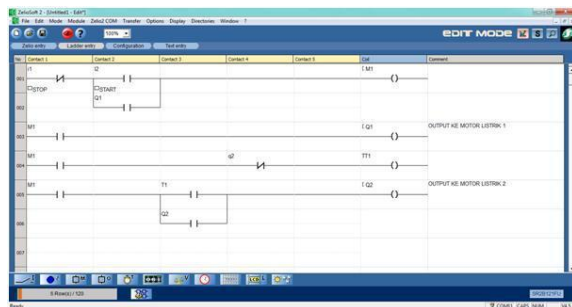 ZelioSoft 2 - [Untitled1 - Edit*]
File Edit Mode Module Zelio2 COM Transfer Options Display Directories Window ?
100%
EDIT MODE
Zelio entry Ladder entry Configuration Text entry
No Contact 1 Contact 2 Contact 3 Contact 4 Contact 5 Coil Comment
001 i1 I2 [ M1
STOP START
002 Q1
003 M1 [ Q1 OUTPUT KE MOTOR LISTRIK 1
004 M1 q2 TT1
005 M1 T1 [ Q2 OUTPUT KE MOTOR LISTRIK 2
006 Q2
007
6 Row(s) / 120 SR2B121FU
Ready